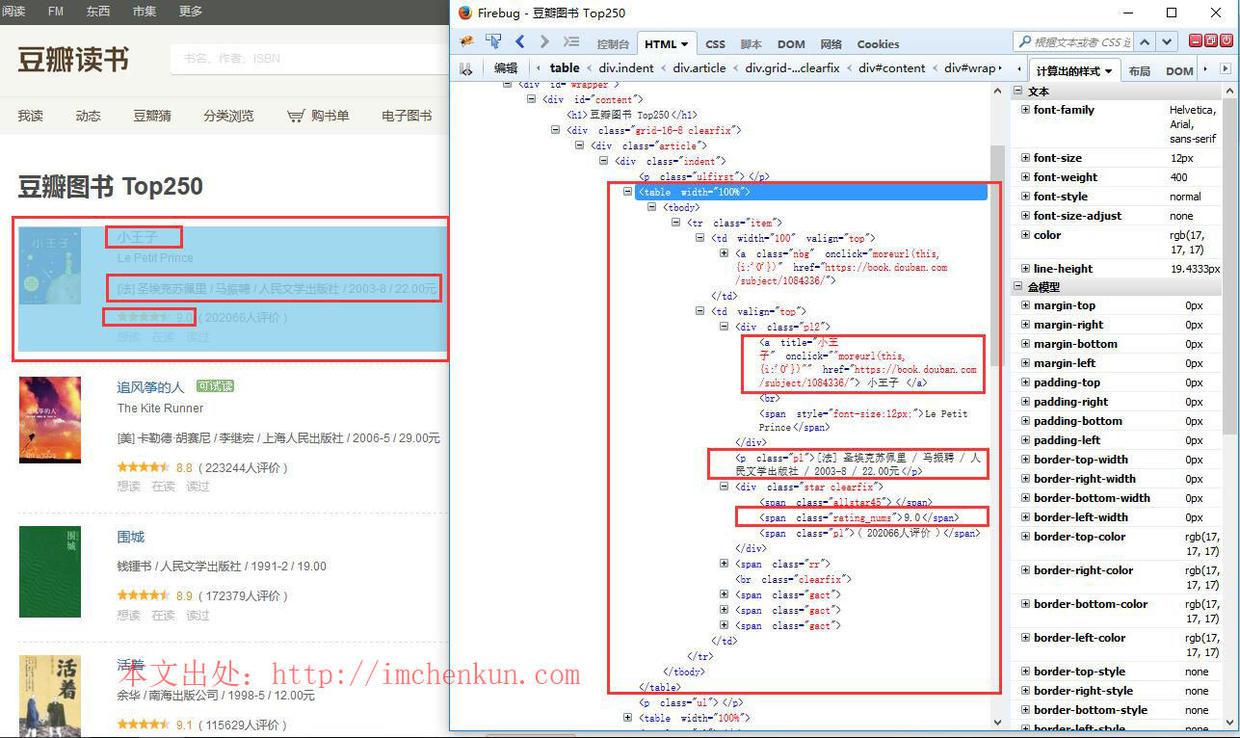 阅读 FM 东西 市集 更多
豆瓣读书
书名、作者、ISBN
我读 动态 豆瓣猜 分类浏览 购书单 电子图书
豆瓣图书 Top250
小王子
小王子
Le Petit Prince
[法] 圣埃克苏佩里 / 马振聘 / 人民文学出版社 / 2003-8 / 22.00元
9.0 ( 202066人评价 )
想读 在读 读过
追风筝的人
追风筝的人 可试读
The Kite Runner
[美] 卡勒德·胡赛尼 / 李继宏 / 上海人民出版社 / 2006-5 / 29.00元
8.8 ( 223244人评价 )
想读 在读 读过
围城
围城
钱锺书 / 人民文学出版社 / 1991-2 / 19.00
8.9 ( 172379人评价 )
想读 在读 读过
活着
活着
余华 / 南海出版公司 / 1998-5 / 12.00元
9.1 ( 115629人评价 )
本文出处：http://imchenkun.com
Firebug - 豆瓣图书 Top250
控制台 HTML CSS 脚本 DOM 网络 Cookies
根据文本或者 CSS 选
编辑 table < div.indent < div.article < div.grid-...clearfix < div#content < div#wrap
计算出的样式 布局 DOM
<div id="wrapper">
<div id="content">
<h1>豆瓣图书 Top250</h1>
<div class="grid-16-8 clearfix">
<div class="article">
<div class="indent">
<p class="ulfirst"></p>
<table width="100%">
<tbody>
<tr class="item">
<td width="100" valign="top">
<a class="nbg" onclick="moreurl(this,
{i:'0'})" href="https://book.douban.com
/subject/1084336/">
</td>
<td valign="top">
<div class="pl2">
<a title="小王
子" onclick=""moreurl(this,
{i:'0'})"" href="https://book.douban.com
/subject/1084336/"> 小王子 </a>
<br>
<span style="font-size:12px;">Le Petit
Prince</span>
</div>
<p class="pl">[法] 圣埃克苏佩里 / 马振聘 / 人
民文学出版社 / 2003-8 / 22.00元</p>
<div class="star clearfix">
<span class="allstar45"></span>
<span class="rating_nums">9.0</span>
<span class="pl">( 202066人评价 )</span>
</div>
<span class="rr">
<br class="clearfix">
<span class="gact">
<span class="gact">
<span class="gact">
</td>
</tr>
</tbody>
</table>
<p class="ul"></p>
<table width="100%">
文本
font-family Helvetica,
Arial,
sans-serif
font-size 12px
font-weight 400
font-style normal
font-size-adjust none
color rgb(17,
17, 17)
line-height 19.4333px
盒模型
margin-top 0px
margin-right 0px
margin-bottom 0px
margin-left 0px
padding-top 0px
padding-right 0px
padding-bottom 0px
padding-left 0px
border-top-width 0px
border-right-width 0px
border-bottom-width 0px
border-left-width 0px
border-top-color rgb(17,
17, 17)
border-right-color rgb(17,
17, 17)
border-bottom-color rgb(17,
17, 17)
border-left-color rgb(17,
17, 17)
border-top-style none
border-right-style none
border-bottom-style none
border-left-style none